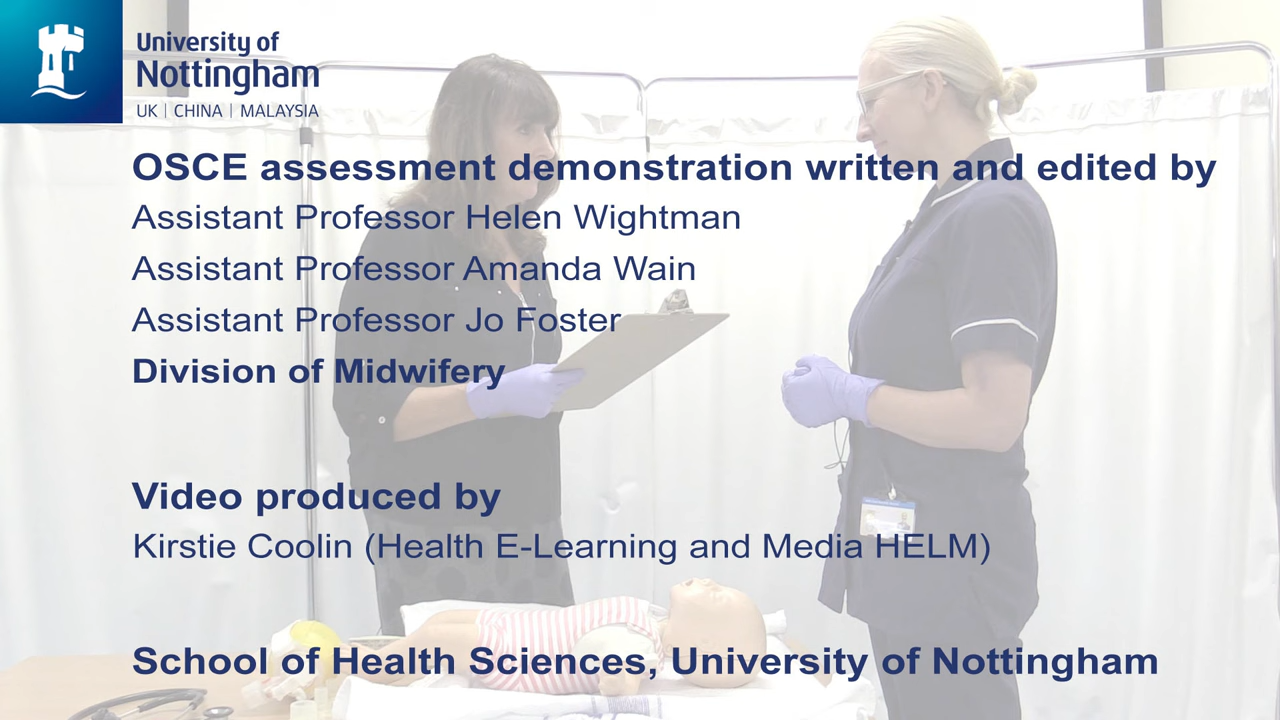 University of
Nottingham
UK | CHINA | MALAYSIA
OSCE assessment demonstration written and edited by
Assistant Professor Helen Wightman
Assistant Professor Amanda Wain
Assistant Professor Jo Foster
Division of Midwifery
Video produced by
Kirstie Coolin (Health E-Learning and Media HELM)
School of Health Sciences, University of Nottingham